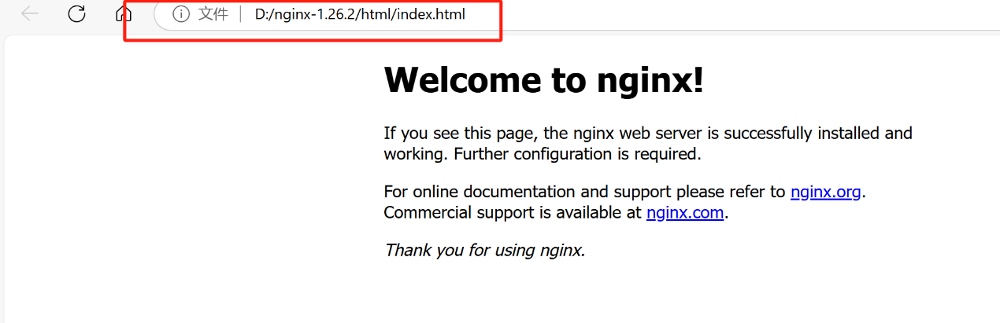 文件 | D:/nginx-1.26.2/html/index.html
Welcome to nginx!
If you see this page, the nginx web server is successfully installed and
working. Further configuration is required.
For online documentation and support please refer to nginx.org.
Commercial support is available at nginx.com.
Thank you for using nginx.